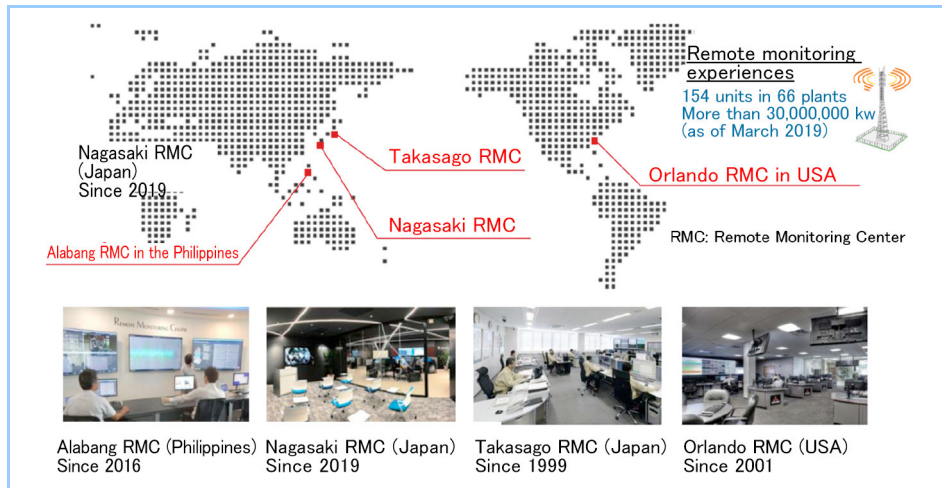 Remote monitoring
experiences
154 units in 66 plants
More than 30,000,000 kw
(as of March 2019)
Nagasaki RMC
(Japan)
Since 2019
Takasago RMC
Orlando RMC in USA
Nagasaki RMC
Alabang RMC in the Philippines
RMC: Remote Monitoring Center
REMOTE MONITORING CENTER
Alabang RMC (Philippines)
Since 2016
Nagasaki RMC (Japan)
Since 2019
Takasago RMC (Japan)
Since 1999
Orlando RMC (USA)
Since 2001